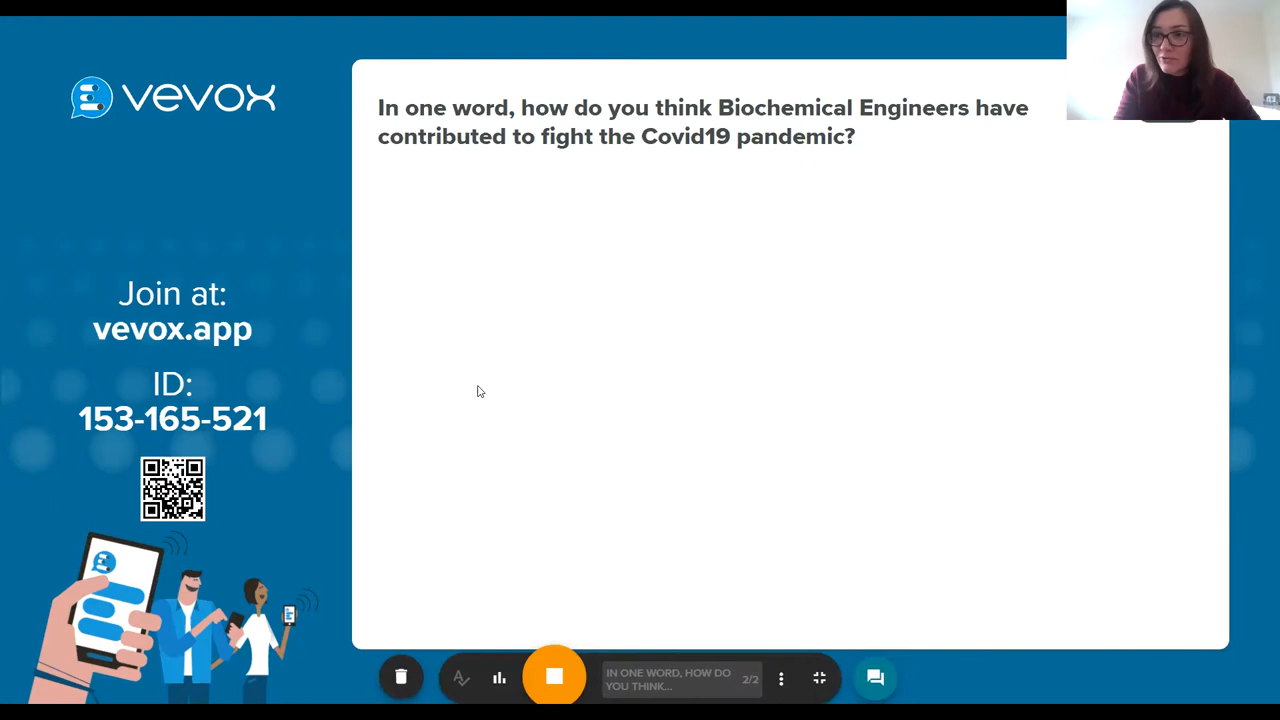 vevox
In one word, how do you think Biochemical Engineers have
contributed to fight the Covid19 pandemic?
Join at:
vevox.app
ID:
153-165-521
IN ONE WORD, HOW DO
YOU THINK...
2/2